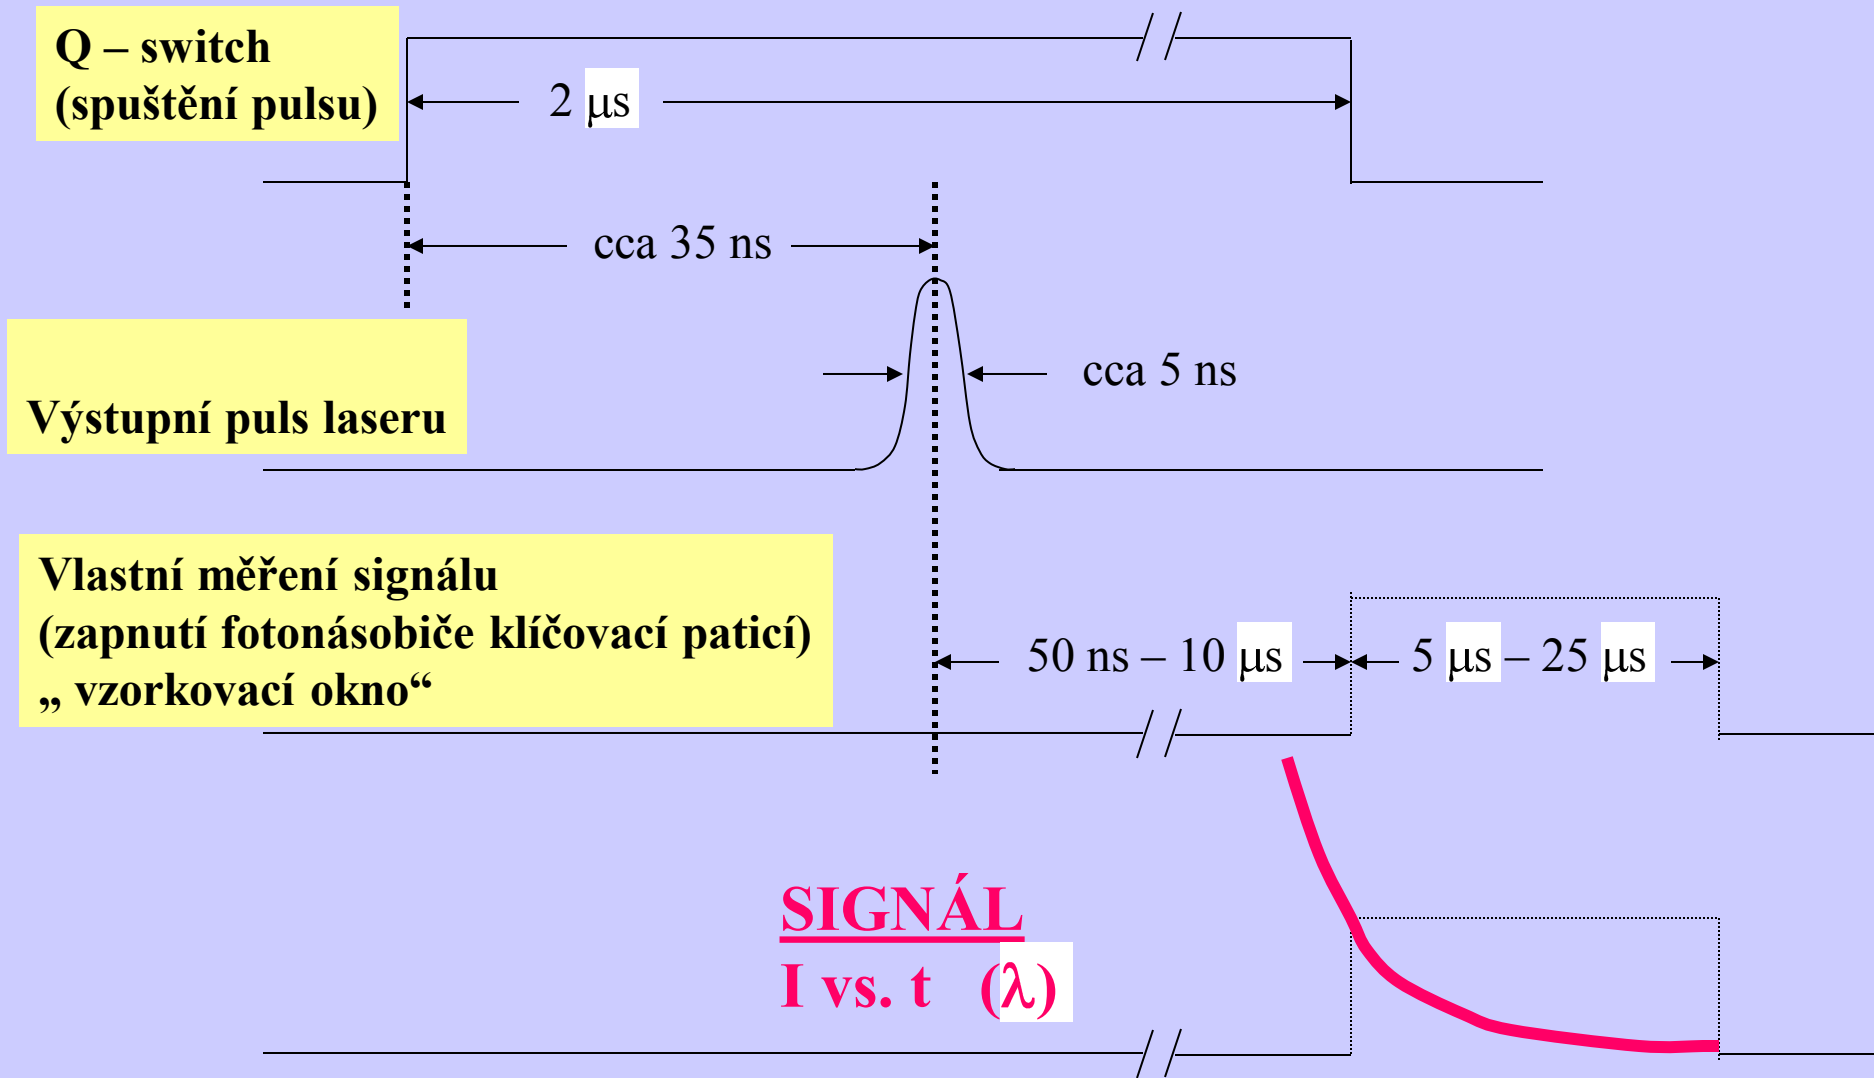 Q – switch
(spuštění pulsu)
2 μs
cca 35 ns
cca 5 ns
Výstupní puls laseru
Vlastní měření signálu
(zapnutí fotonásobiče klíčovací paticí)
„ vzorkovací okno“
50 ns – 10 μs
5 μs – 25 μs
SIGNÁL
I vs. t (λ)